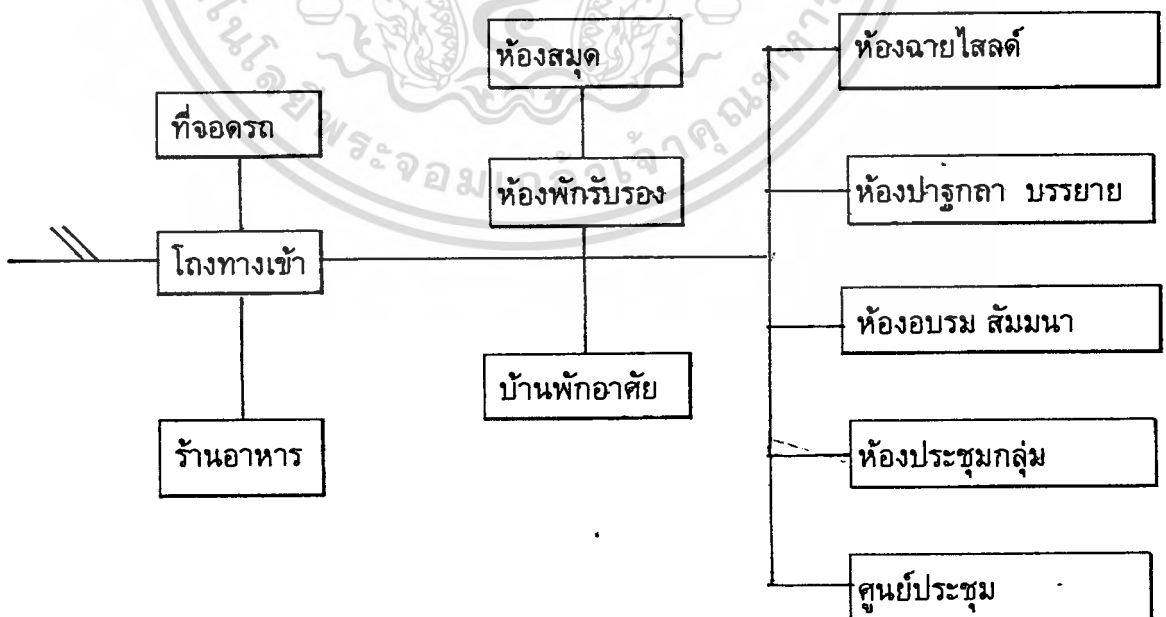 ห้องสมุด
ห้องฉายไสลด์
ที่จอดรถ
ห้องพักรับรอง
ห้องปาฐกถา บรรยาย
โถงทางเข้า
ห้องอบรม สัมมนา
บ้านพักอาศัย
ร้านอาหาร
ห้องประชุมกลุ่ม
ศูนย์ประชุม